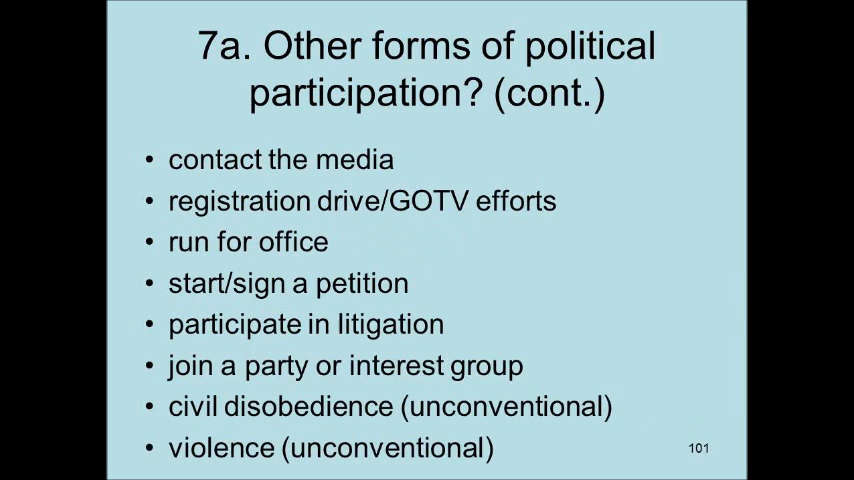 7a. Other forms of political
participation? (cont.)
• contact the media
• registration drive/GOTV efforts
• run for office
• start/sign a petition
• participate in litigation
• join a party or interest group
• civil disobedience (unconventional)
• violence (unconventional)
101